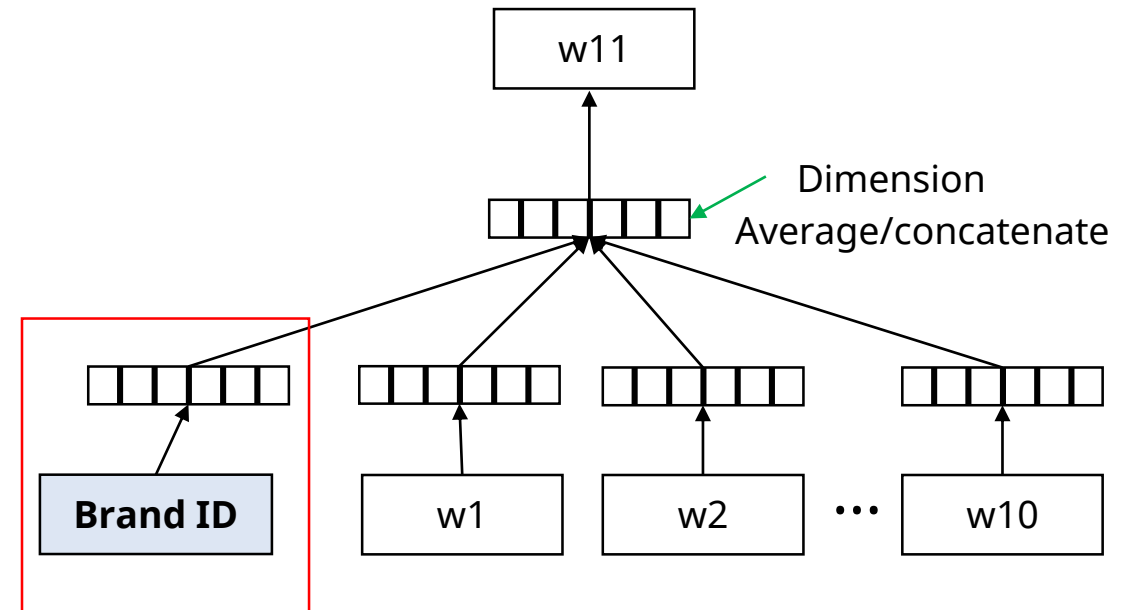 w11
Dimension
Average/concatenate
Brand ID
w1
w2
...
w10